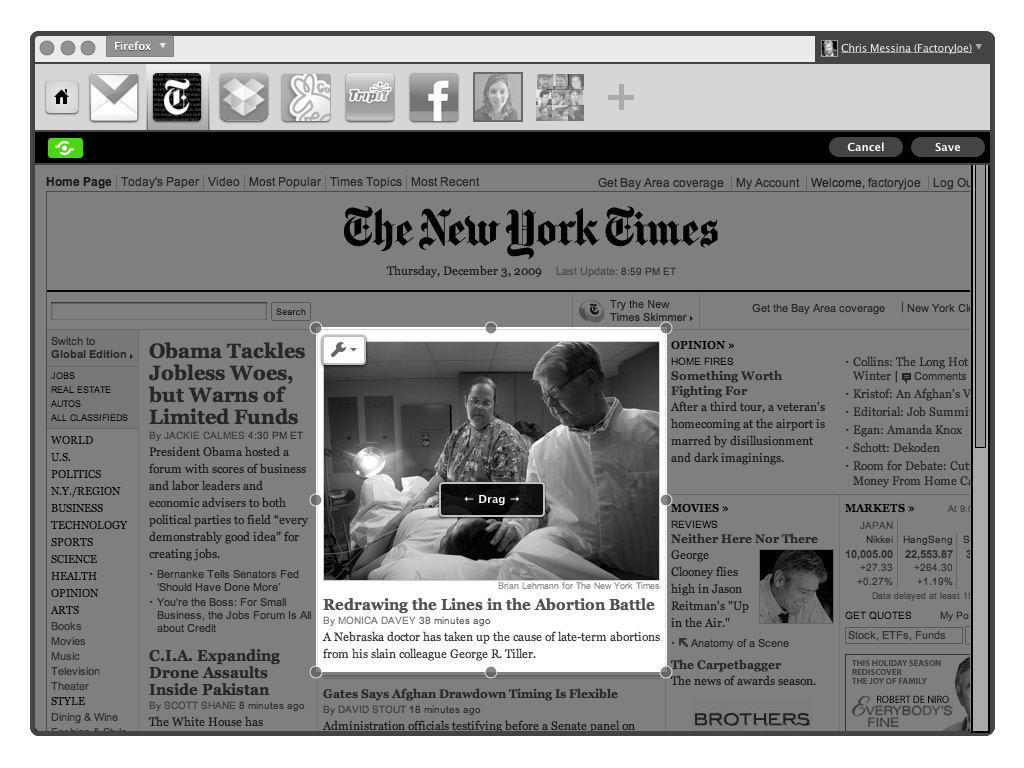 Firefox ▾
Chris Messina (FactoryJoe) ▾
Cancel
Save
Home Page | Today's Paper | Video | Most Popular | Times Topics | Most Recent
Get Bay Area coverage | My Account | Welcome, factoryjoe | Log Ou
The New York Times
Thursday, December 3, 2009 Last Update: 8:59 PM ET
Search
Try the New
Times Skimmer ›
Get the Bay Area coverage | New York Cl
Switch to
Global Edition ›
JOBS
REAL ESTATE
AUTOS
ALL CLASSIFIEDS
WORLD
U.S.
POLITICS
N.Y./REGION
BUSINESS
TECHNOLOGY
SPORTS
SCIENCE
HEALTH
OPINION
ARTS
Books
Movies
Music
Television
Theater
STYLE
Dining & Wine
Fashion & Style
Obama Tackles
Jobless Woes,
but Warns of
Limited Funds
By JACKIE CALMES 4:30 PM ET
President Obama hosted a
forum with scores of business
and labor leaders and
economic advisers to both
political parties to field “every
demonstrably good idea” for
creating jobs.
· Bernanke Tells Senators Fed
'Should Have Done More'
· You're the Boss: For Small
Business, the Jobs Forum Is All
about Credit
C.I.A. Expanding
Drone Assaults
Inside Pakistan
By SCOTT SHANE 8 minutes ago
The White House has
← Drag →
Brian Lehmann for The New York Times
Redrawing the Lines in the Abortion Battle
By MONICA DAVEY 38 minutes ago
A Nebraska doctor has taken up the cause of late-term abortions
from his slain colleague George R. Tiller.
Gates Says Afghan Drawdown Timing Is Flexible
By DAVID STOUT 18 minutes ago
Administration officials testifying before a Senate panel on
OPINION »
HOME FIRES
Something Worth
Fighting For
After a third tour, a veteran's
homecoming at the airport is
marred by disillusionment
and dark imaginings.
· Collins: The Long Hot
Winter | Comments
· Kristof: An Afghan's V
· Editorial: Job Summi
· Egan: Amanda Knox
· Schott: Dekoden
· Room for Debate: Cut
Money From Home Ca
MOVIES »
REVIEWS
Neither Here Nor There
George
Clooney flies
high in Jason
Reitman's "Up
in the Air."
· Anatomy of a Scene
The Carpetbagger
The news of awards season.
BROTHERS
MARKETS » At 9:0
JAPAN
Nikkei HangSeng S
10,005.00 22,553.87 3
+27.33 +264.30
+0.27% +1.19%
Data delayed at least 15
GET QUOTES My Po
Stock, ETFs, Funds
THIS HOLIDAY SEASON
REDISCOVER
THE JOY OF FAMILY
ROBERT DE NIRO
EVERYBODY'S
FINE